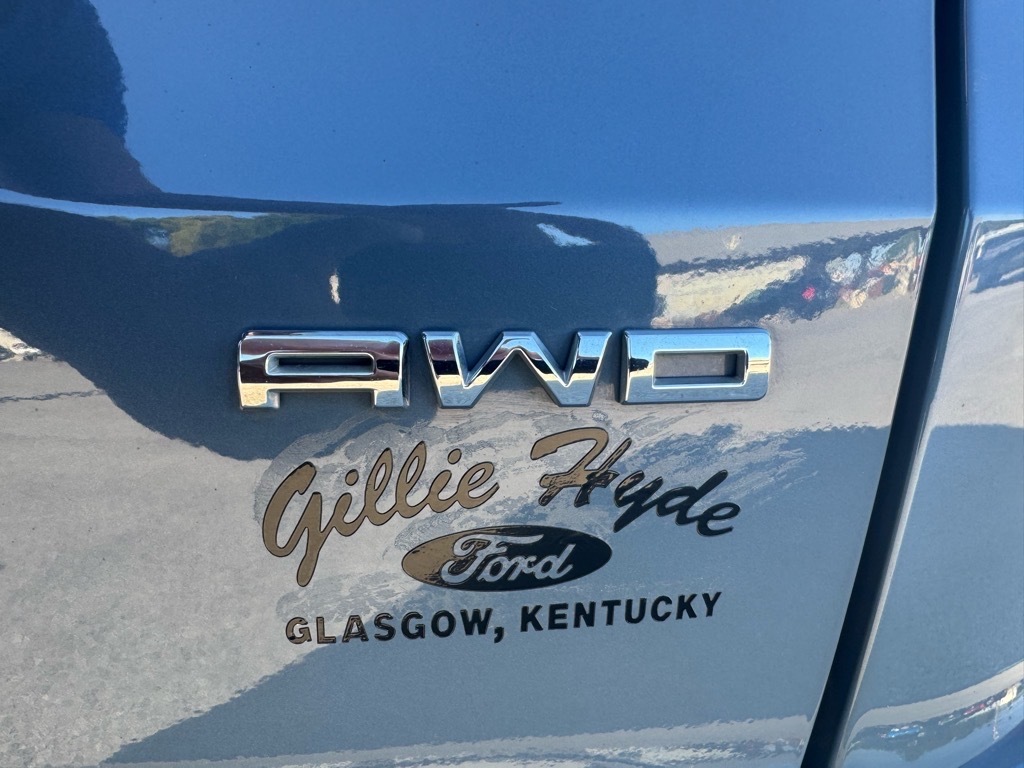 AWD
Gillie Hyde
Ford
GLASGOW, KENTUCKY